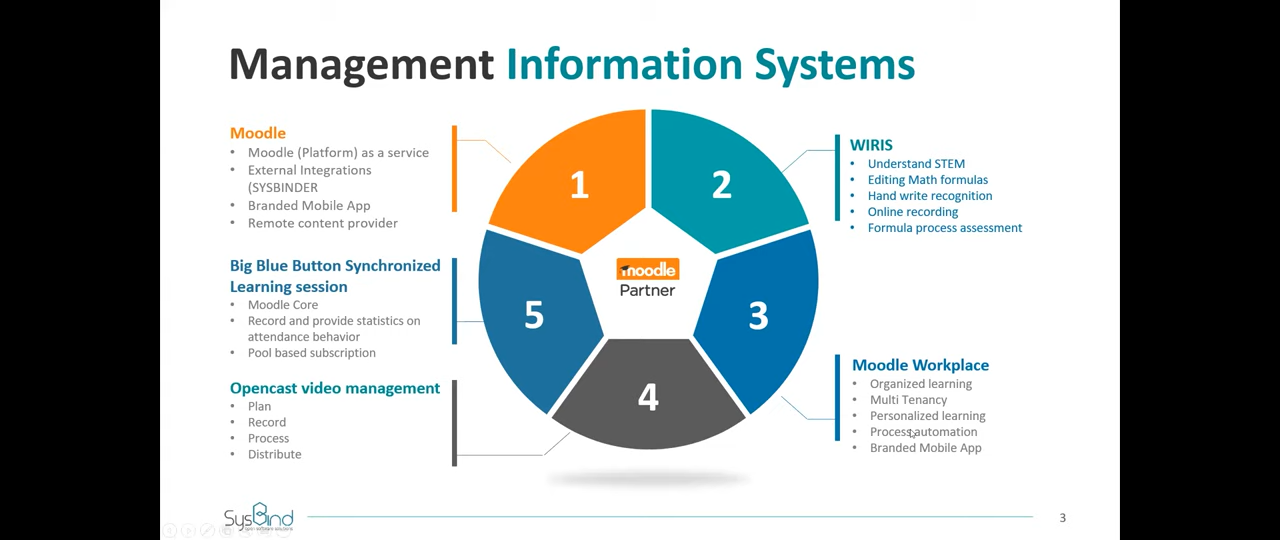 Management Information Systems
Moodle
• Moodle (Platform) as a service
• External Integrations
(SYSBINDER
• Branded Mobile App
• Remote content provider
Big Blue Button Synchronized
Learning session
• Moodle Core
• Record and provide statistics on
attendance behavior
• Pool based subscription
Opencast video management
• Plan
• Record
• Process
• Distribute
1
2
3
4
5
moodle
Partner
WIRIS
• Understand STEM
• Editing Math formulas
• Hand write recognition
• Online recording
• Formula process assessment
Moodle Workplace
• Organized learning
• Multi Tenancy
• Personalized learning
• Process automation
• Branded Mobile App
SysBind
open software solutions
3